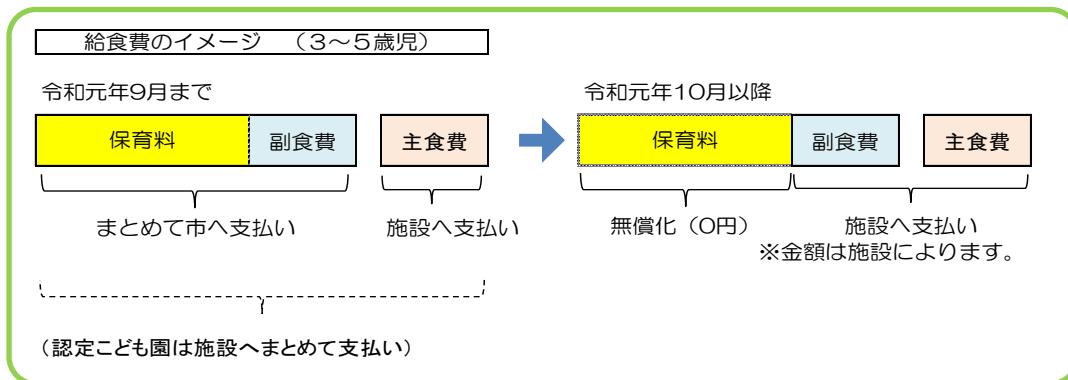 給食費のイメージ　（３～５歳児）
令和元年9月まで
保育料
副食費
主食費
まとめて市へ支払い
施設へ支払い
（認定こども園は施設へまとめて支払い）
令和元年10月以降
保育料
副食費
主食費
無償化（0円）
施設へ支払い
※金額は施設によります。